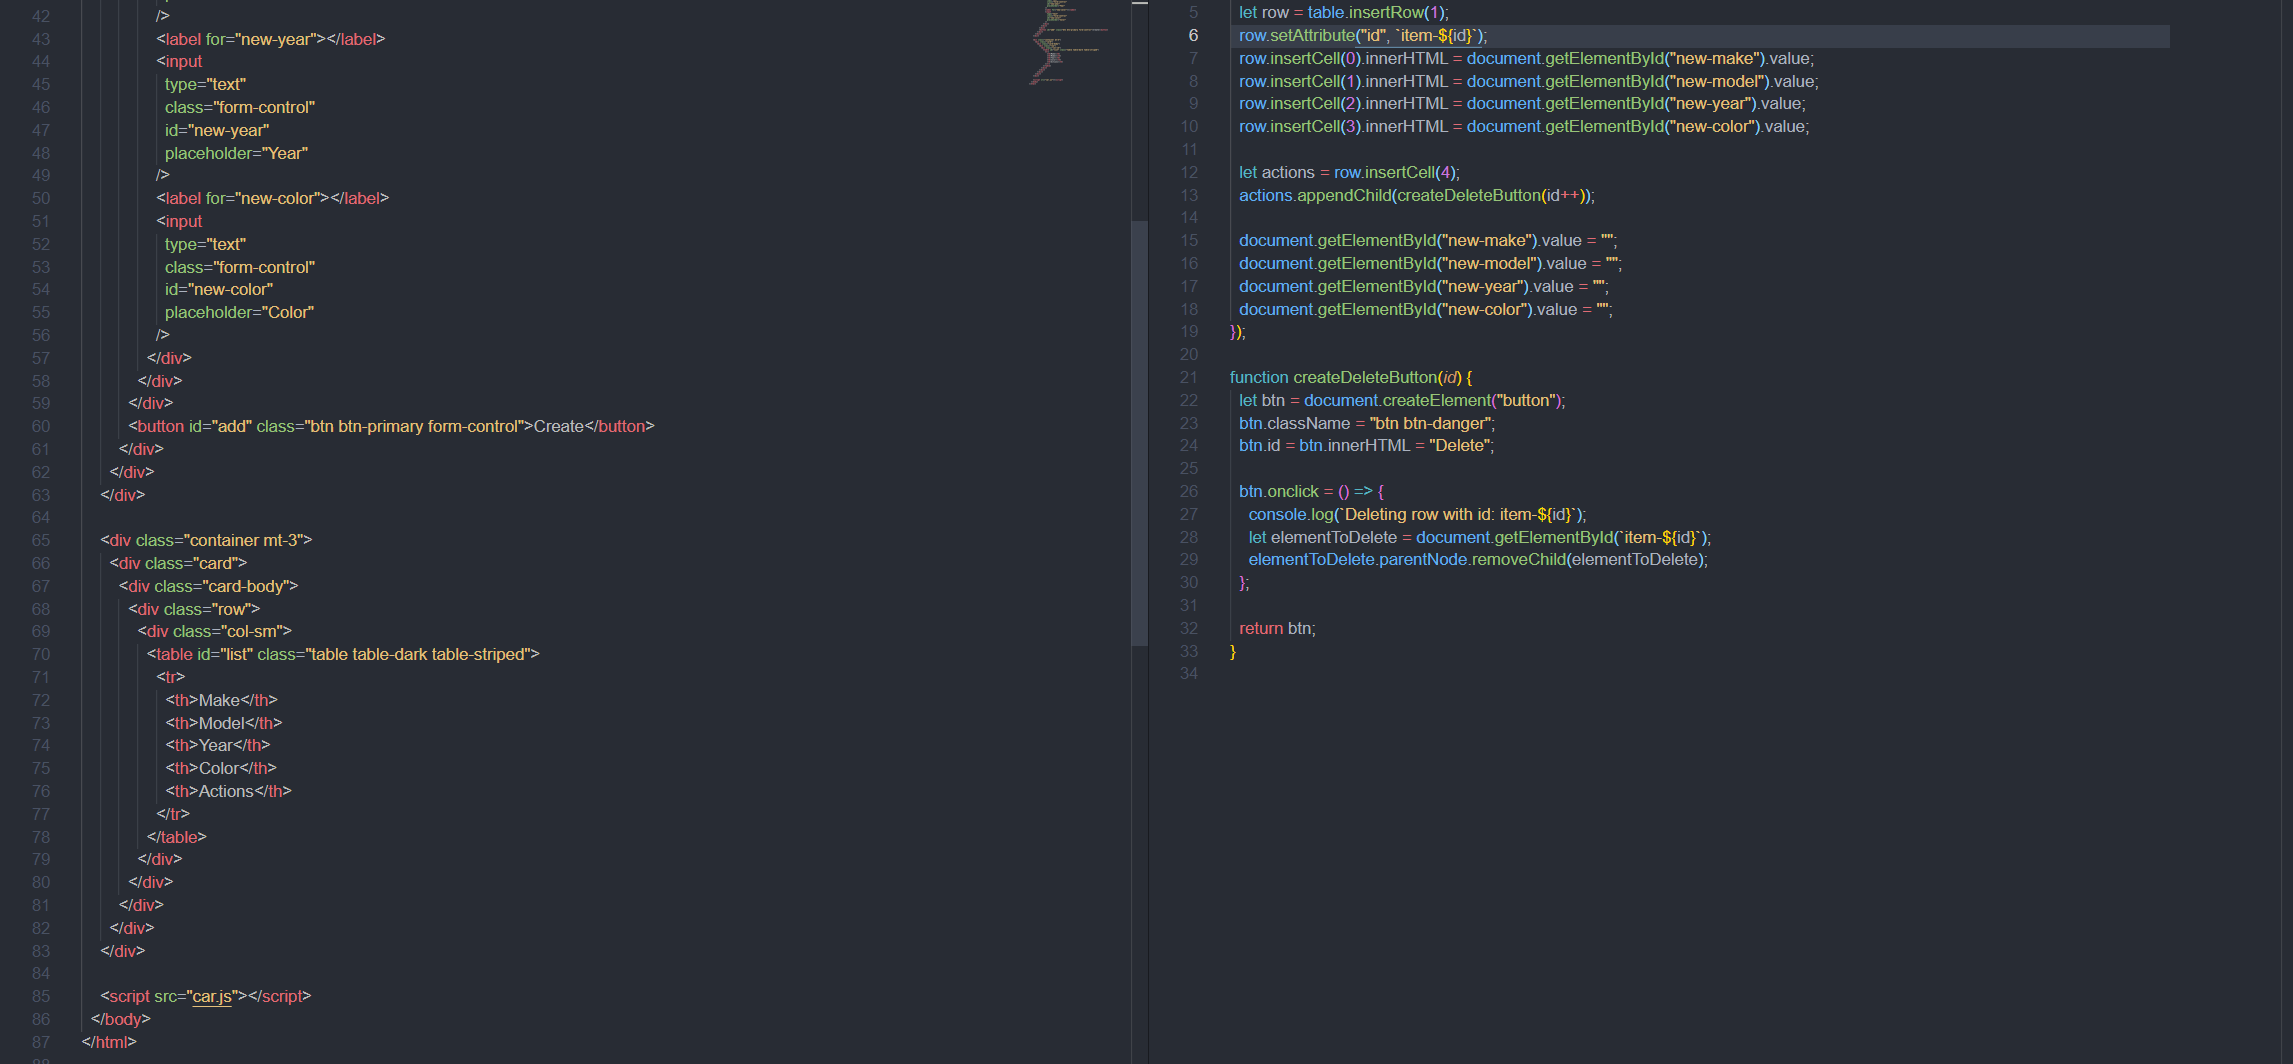 42 />
43 <label for="new-year"></label>
44 <input
45 type="text"
46 class="form-control"
47 id="new-year"
48 placeholder="Year"
49 />
50 <label for="new-color"></label>
51 <input
52 type="text"
53 class="form-control"
54 id="new-color"
55 placeholder="Color"
56 />
57 </div>
58 </div>
59 </div>
60 <button id="add" class="btn btn-primary form-control">Create</button>
61 </div>
62 </div>
63 </div>
64
65 <div class="container mt-3">
66 <div class="card">
67 <div class="card-body">
68 <div class="row">
69 <div class="col-sm">
70 <table id="list" class="table table-dark table-striped">
71 <tr>
72 <th>Make</th>
73 <th>Model</th>
74 <th>Year</th>
75 <th>Color</th>
76 <th>Actions</th>
77 </tr>
78 </table>
79 </div>
80 </div>
81 </div>
82 </div>
83 </div>
84
85 <script src="car.js"></script>
86 </body>
87 </html>
88
5 let row = table.insertRow(1);
6 row.setAttribute("id", `item-${id}`);
7 row.insertCell(0).innerHTML = document.getElementById("new-make").value;
8 row.insertCell(1).innerHTML = document.getElementById("new-model").value;
9 row.insertCell(2).innerHTML = document.getElementById("new-year").value;
10 row.insertCell(3).innerHTML = document.getElementById("new-color").value;
11
12 let actions = row.insertCell(4);
13 actions.appendChild(createDeleteButton(id++));
14
15 document.getElementById("new-make").value = "";
16 document.getElementById("new-model").value = "";
17 document.getElementById("new-year").value = "";
18 document.getElementById("new-color").value = "";
19 });
20
21 function createDeleteButton(id) {
22 let btn = document.createElement("button");
23 btn.className = "btn btn-danger";
24 btn.id = btn.innerHTML = "Delete";
25
26 btn.onclick = () => {
27 console.log(`Deleting row with id: item-${id}`);
28 let elementToDelete = document.getElementById(`item-${id}`);
29 elementToDelete.parentNode.removeChild(elementToDelete);
30 };
31
32 return btn;
33 }
34